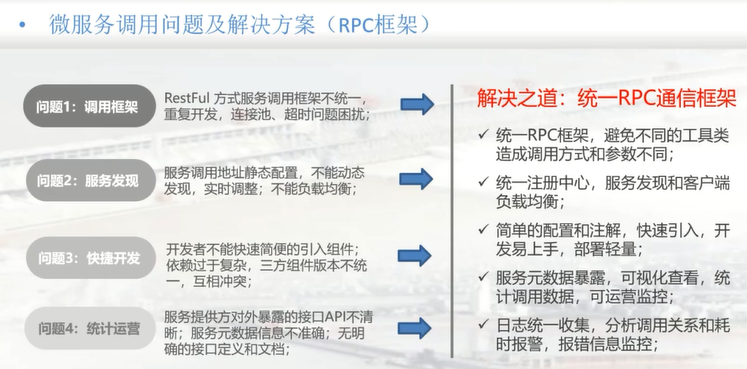 • 微服务调用问题及解决方案（RPC框架）
问题1：调用框架
RestFul 方式服务调用框架不统一，
重复开发，连接池、超时问题困扰；
问题2：服务发现
服务调用地址静态配置，不能动态
发现，实时调整；不能负载均衡；
问题3：快捷开发
开发者不能快速简便的引入组件；
依赖过于复杂，三方组件版本不统
一，互相冲突；
问题4：统计运营
服务提供方对外暴露的接口API不清
晰；服务元数据信息不准确；无明
确的接口定义和文档；
解决之道：统一RPC通信框架
✓ 统一RPC框架，避免不同的工具类
造成调用方式和参数不同；
✓ 统一注册中心，服务发现和客户端
负载均衡；
✓ 简单的配置和注解，快速引入，开
发易上手，部署轻量；
✓ 服务元数据暴露，可视化查看，统
计调用数据，可运营监控；
✓ 日志统一收集，分析调用关系和耗
时报警，报错信息监控；